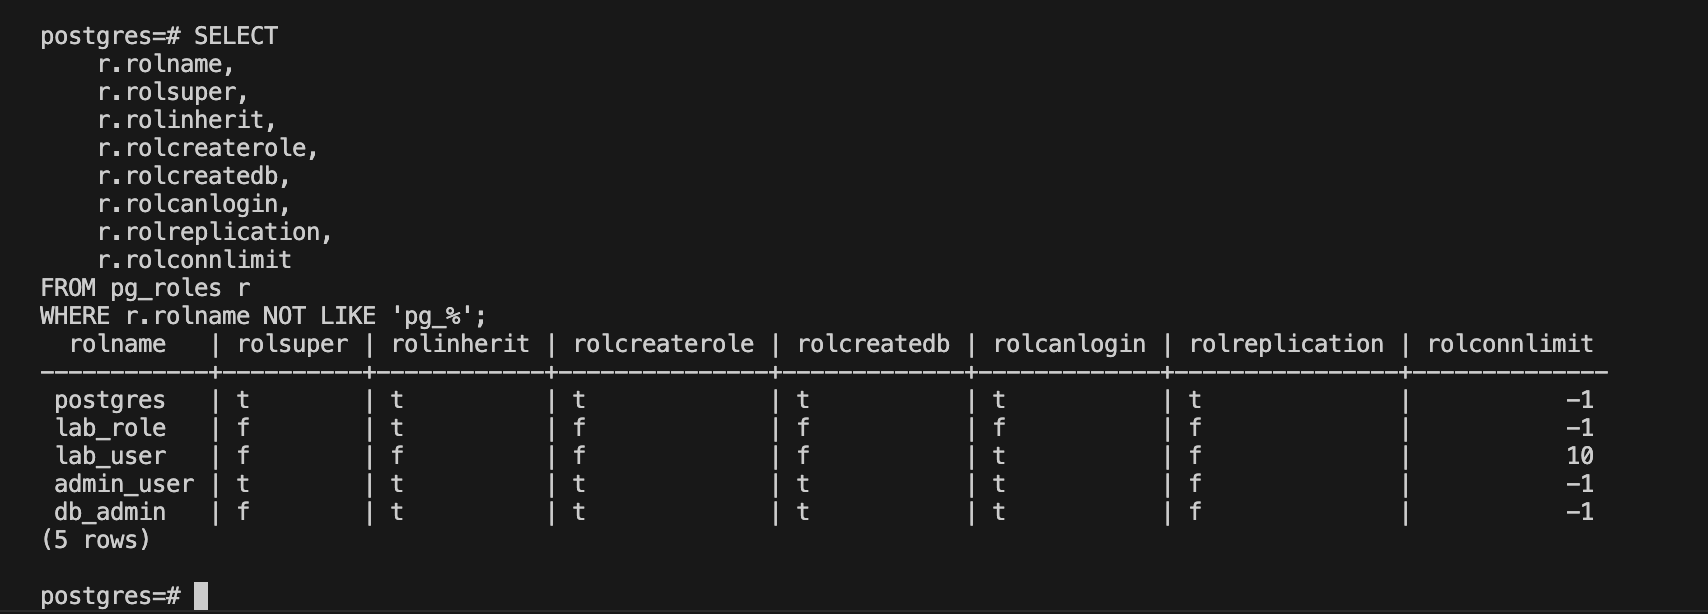 postgres=# SELECT
    r.rolname,
    r.rolsuper,
    r.rolinherit,
    r.rolcreaterole,
    r.rolcreatedb,
    r.rolcanlogin,
    r.rolreplication,
    r.rolconnlimit
FROM pg_roles r
WHERE r.rolname NOT LIKE 'pg_%';
  rolname   | rolsuper | rolinherit | rolcreaterole | rolcreatedb | rolcanlogin | rolreplication | rolconnlimit
------------+----------+------------+---------------+-------------+-------------+----------------+--------------
 postgres   | t        | t          | t             | t           | t           | t              |           -1
 lab_role   | f        | t          | f             | f           | f           | f              |           -1
 lab_user   | f        | f          | f             | f           | t           | f              |           10
 admin_user | t        | t          | t             | t           | t           | f              |           -1
 db_admin   | f        | t          | t             | t           | t           | f              |           -1
(5 rows)

postgres=#